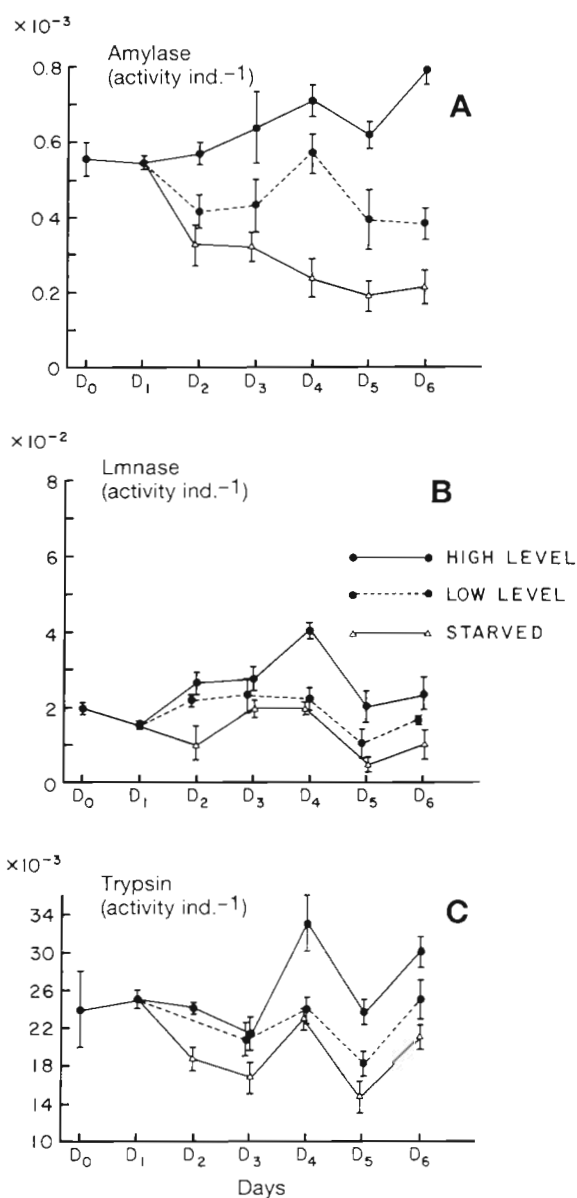 ×10⁻³
Amylase
(activity ind.⁻¹)
A
0.8
0.6
0.4
0.2
0
D₀ D₁ D₂ D₃ D₄ D₅ D₆
×10⁻²
Lmnase
(activity ind.⁻¹)
B
8
6
4
2
0
HIGH LEVEL
LOW LEVEL
STARVED
D₀ D₁ D₂ D₃ D₄ D₅ D₆
×10⁻³
Trypsin
(activity ind.⁻¹)
C
34
30
26
22
18
14
10
D₀ D₁ D₂ D₃ D₄ D₅ D₆
Days